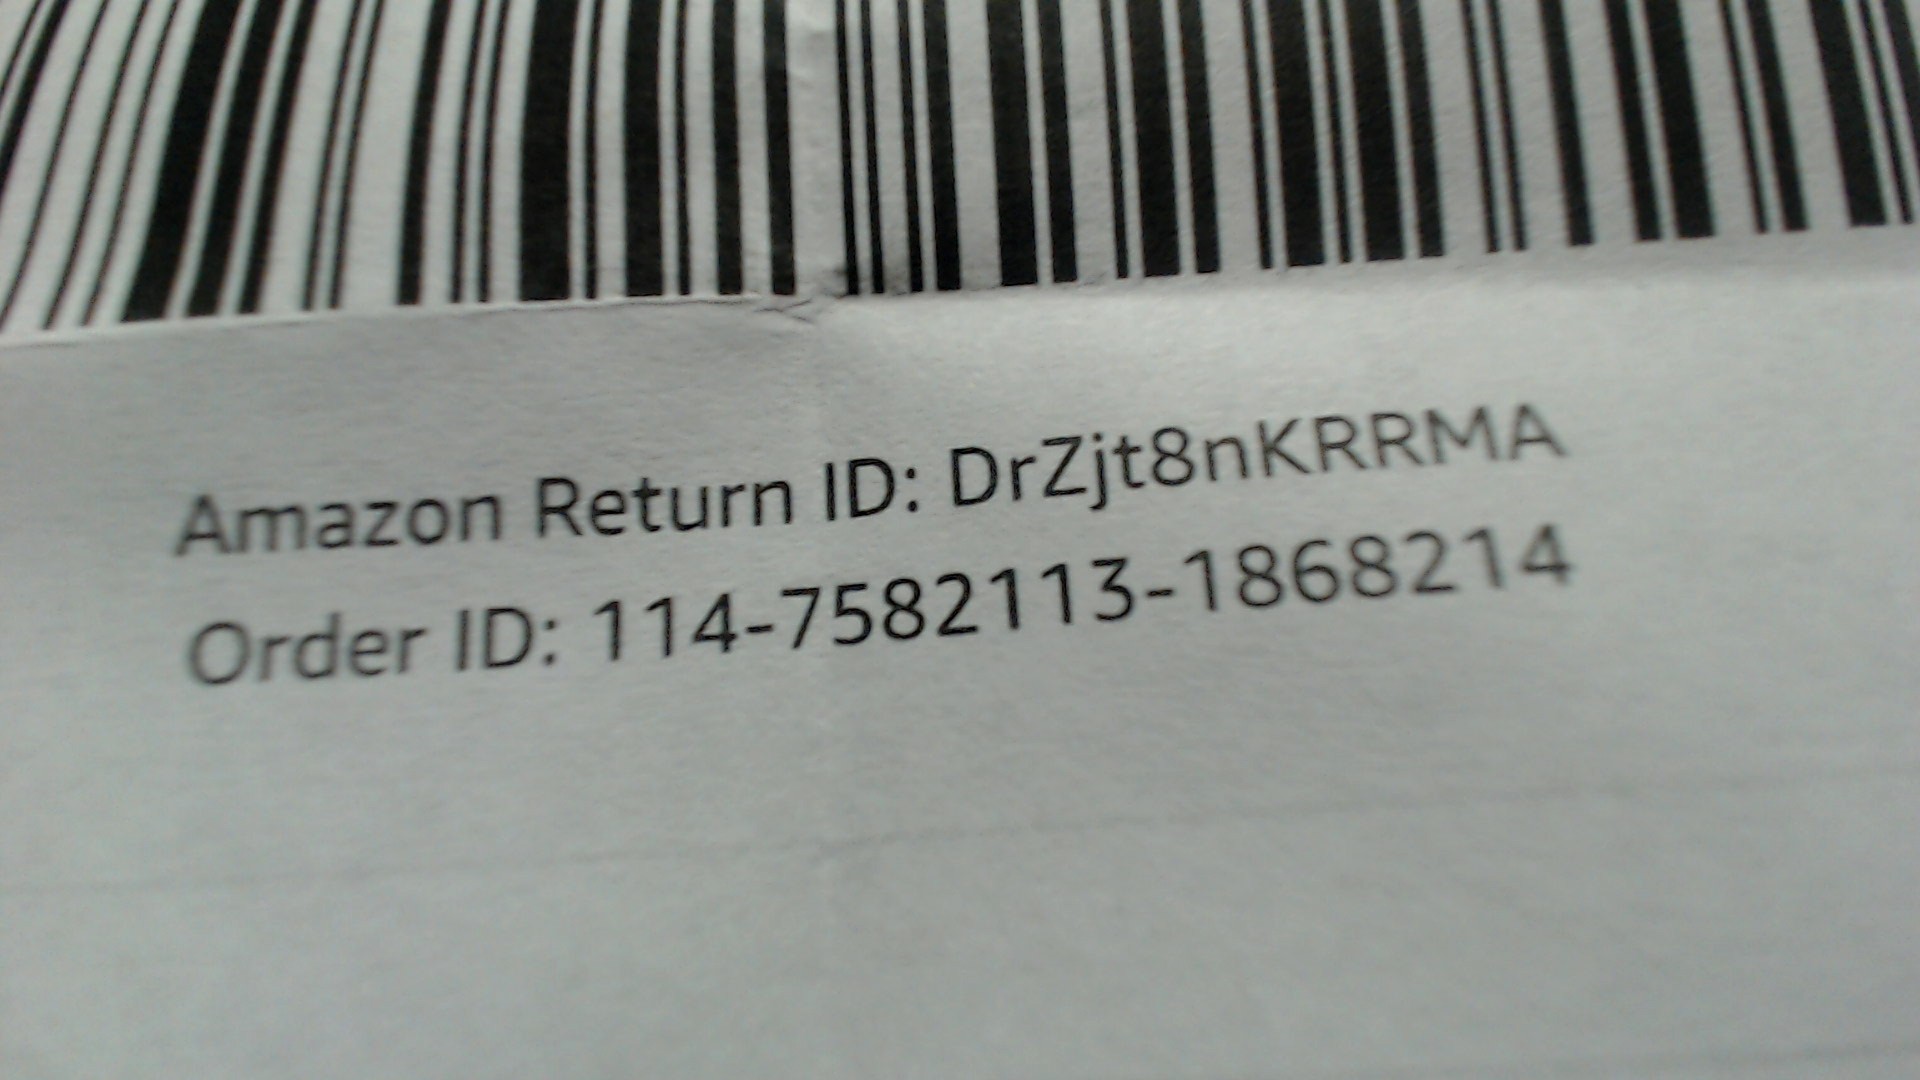 Amazon Return ID: DrZjt8nKRRMA
Order ID: 114-7582113-1868214